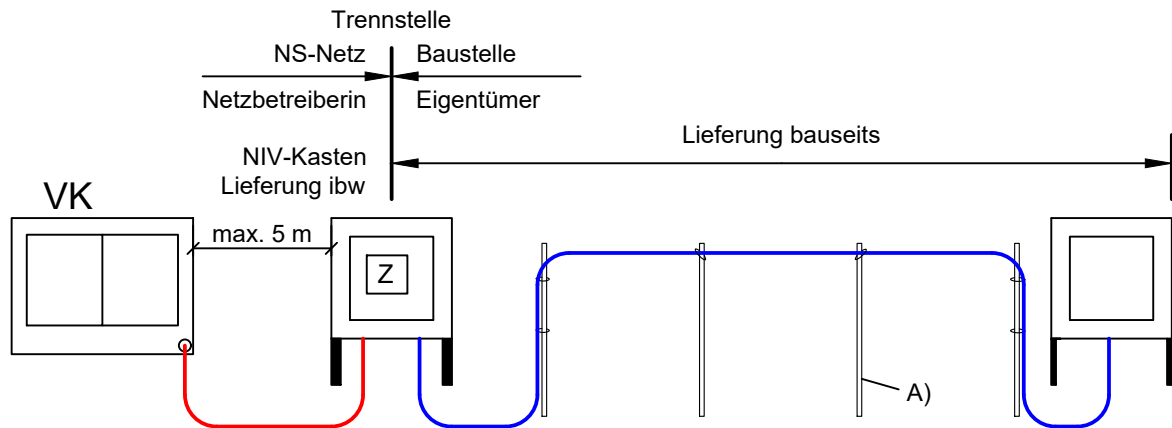 Trennstelle
NS-Netz
Baustelle
Netzbetreiberin
Eigentümer
NIV-Kasten
Lieferung ibw
Lieferung bauseits
VK
max. 5 m
Z
A)